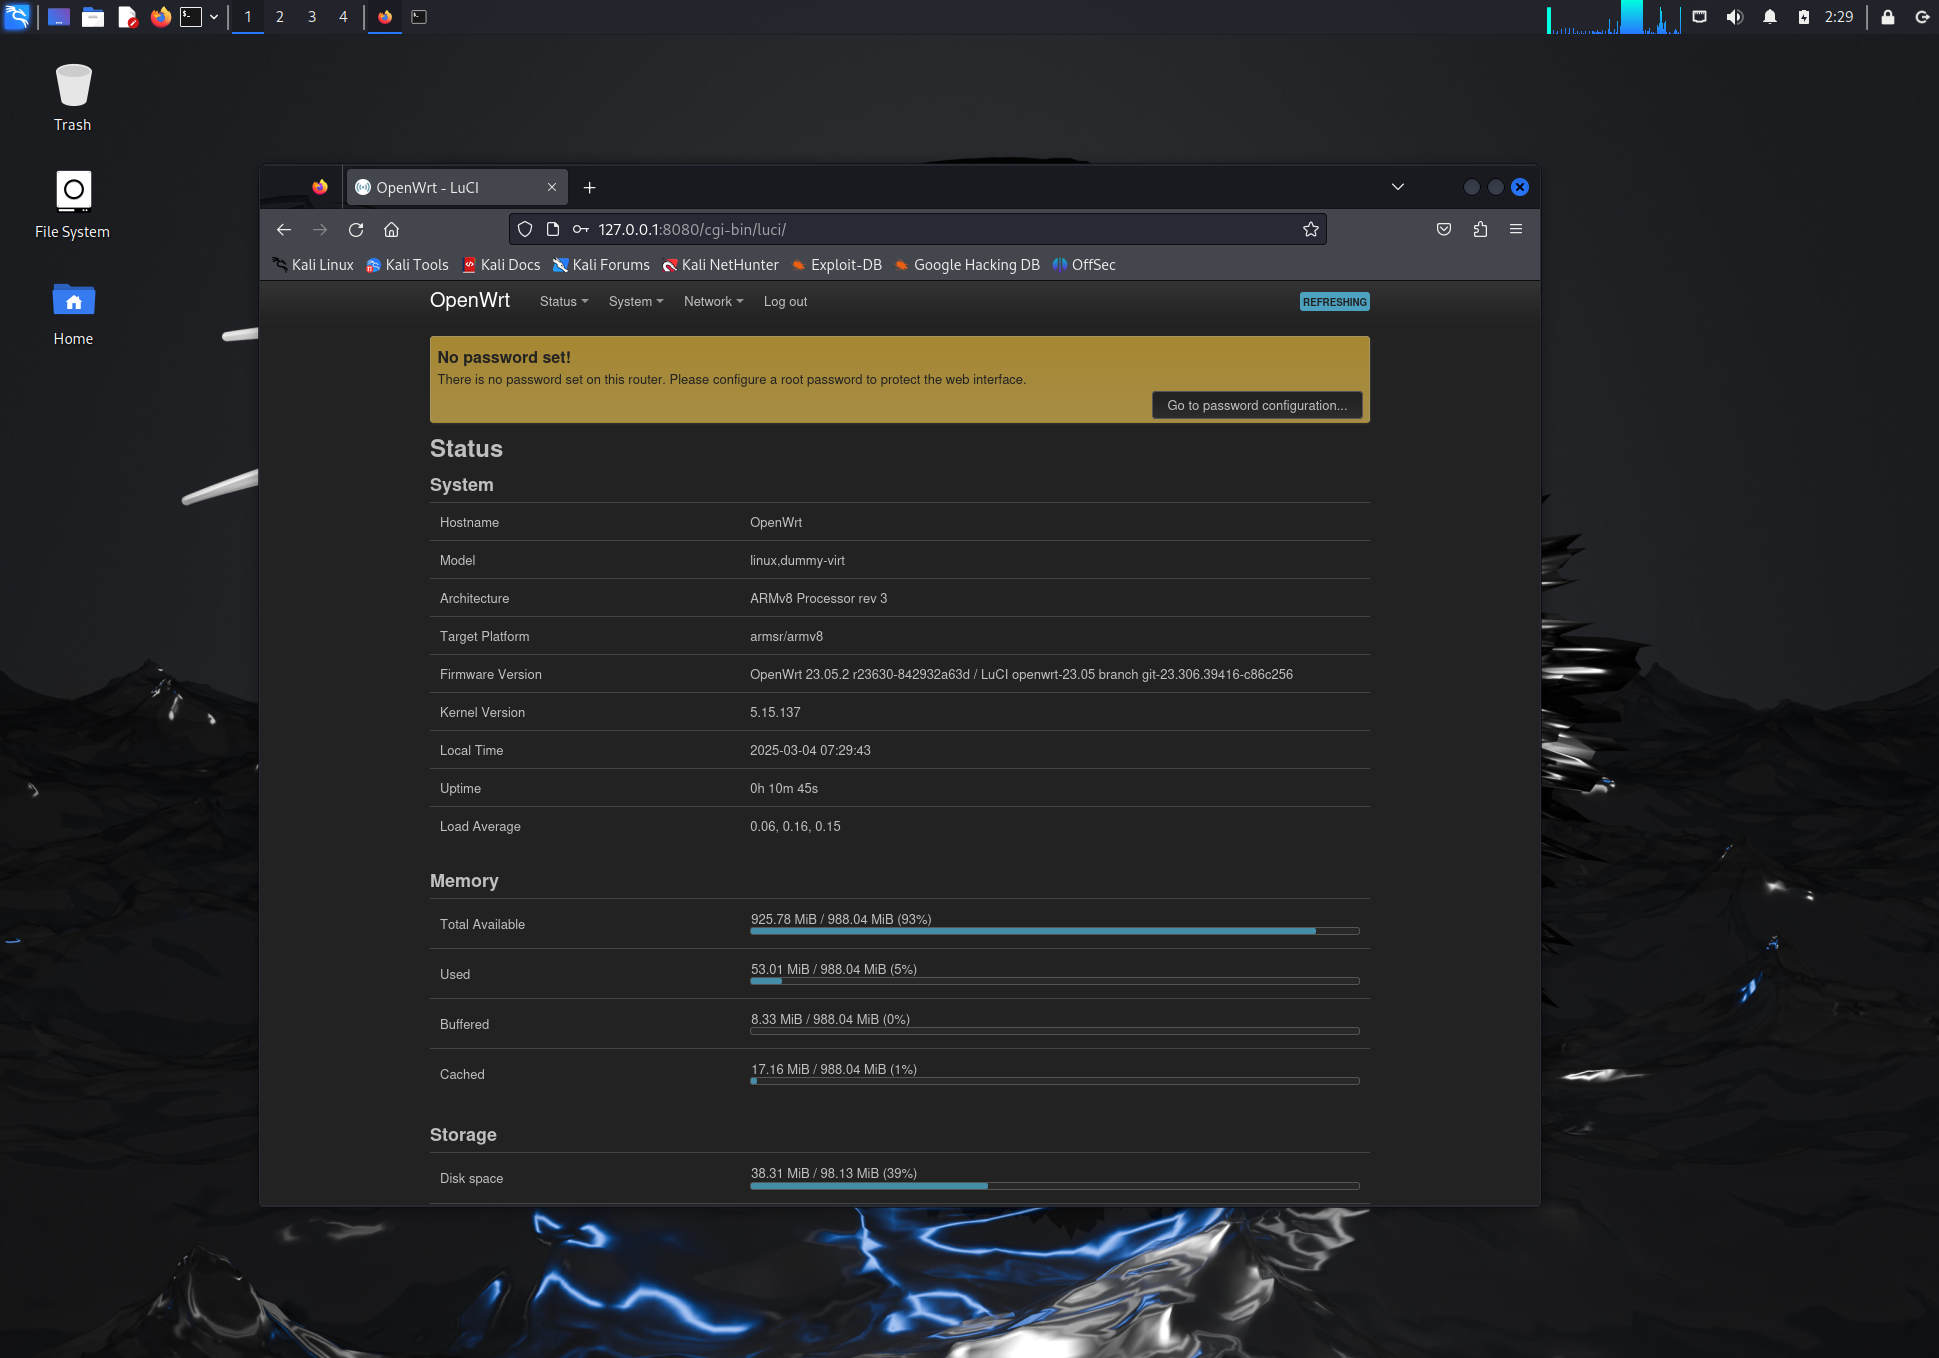 1 2 3 4 2:29
Trash
File System
Home
OpenWrt - LuCI
127.0.0.1:8080/cgi-bin/luci/
Kali Linux Kali Tools Kali Docs Kali Forums Kali NetHunter Exploit-DB Google Hacking DB OffSec
OpenWrt Status System Network Log out REFRESHING
No password set!
There is no password set on this router. Please configure a root password to protect the web interface.
Go to password configuration...
Status
System
Hostname OpenWrt
Model linux,dummy-virt
Architecture ARMv8 Processor rev 3
Target Platform armsr/armv8
Firmware Version OpenWrt 23.05.2 r23630-842932a63d / LuCI openwrt-23.05 branch git-23.306.39416-c86c256
Kernel Version 5.15.137
Local Time 2025-03-04 07:29:43
Uptime 0h 10m 45s
Load Average 0.06, 0.16, 0.15
Memory
Total Available 925.78 MiB / 988.04 MiB (93%)
Used 53.01 MiB / 988.04 MiB (5%)
Buffered 8.33 MiB / 988.04 MiB (0%)
Cached 17.16 MiB / 988.04 MiB (1%)
Storage
Disk space 38.31 MiB / 98.13 MiB (39%)